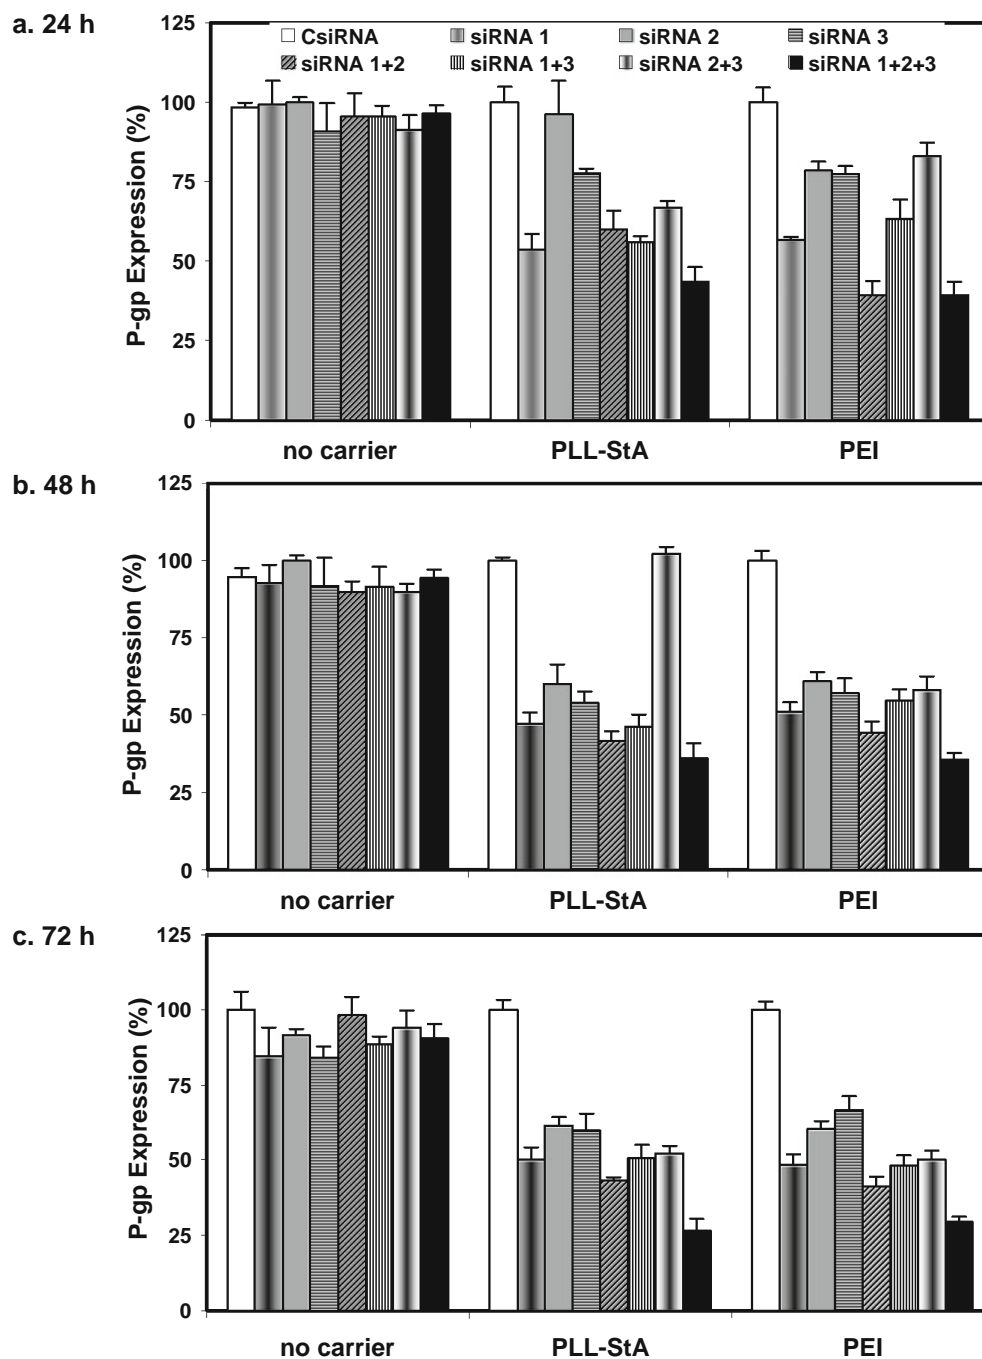 a. 24 h
125
CsiRNA siRNA 1 siRNA 2 siRNA 3
siRNA 1+2 siRNA 1+3 siRNA 2+3 siRNA 1+2+3
100
75
50
25
0
P-gp Expression (%)
no carrier PLL-StA PEI
b. 48 h
125
100
75
50
25
0
P-gp Expression (%)
no carrier PLL-StA PEI
c. 72 h
125
100
75
50
25
0
P-gp Expression (%)
no carrier PLL-StA PEI